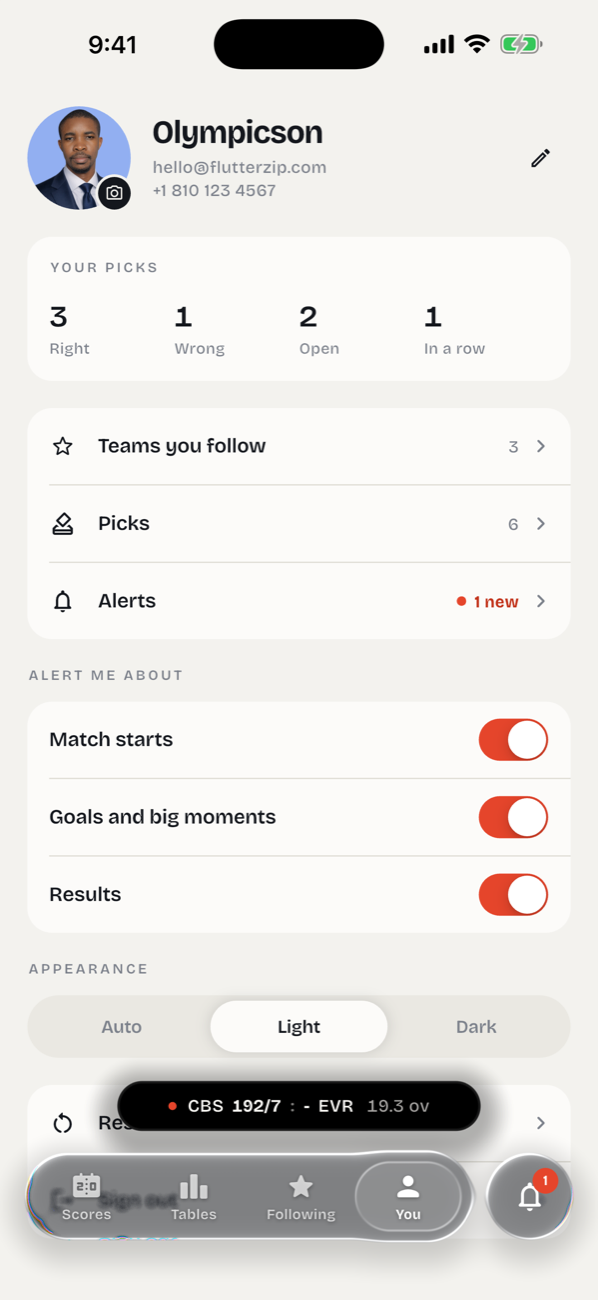 9:41
Olympicson
hello@flutterzip.com
+1 810 123 4567
YOUR PICKS
3 1 2 1
Right Wrong Open In a row
Teams you follow 3
Picks 6
Alerts 1 new
ALERT ME ABOUT
Match starts
Goals and big moments
Results
APPEARANCE
Auto Light Dark
CBS 192/7 : - EVR 19.3 ov
2:0 1
Sign out
Scores Tables Following You